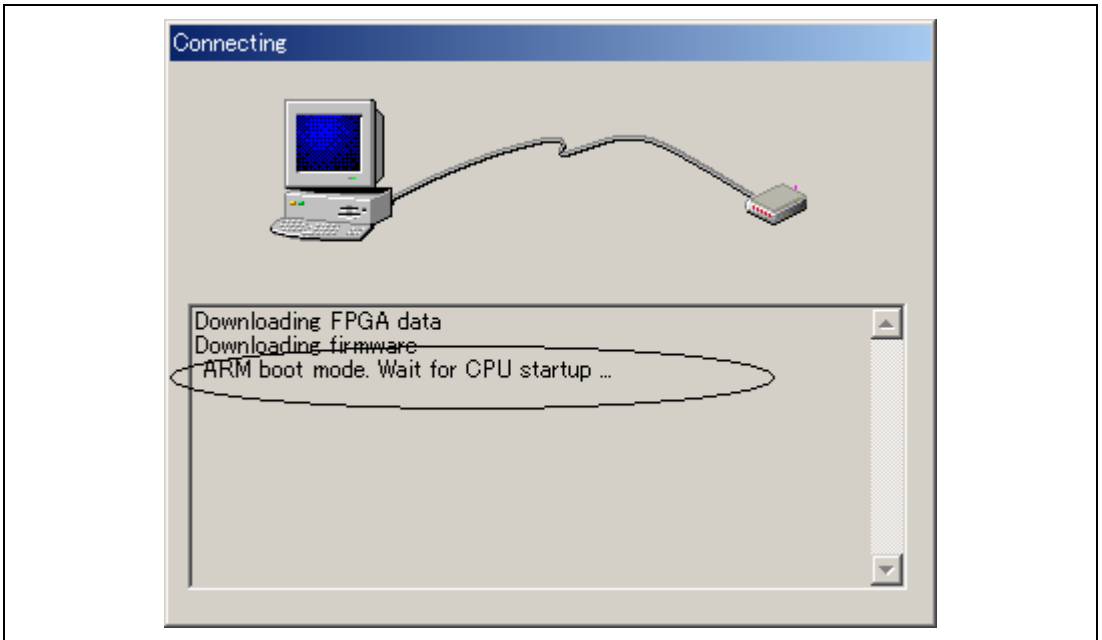 Connecting
Downloading FPGA data
Downloading firmware
ARM boot mode. Wait for CPU startup ...